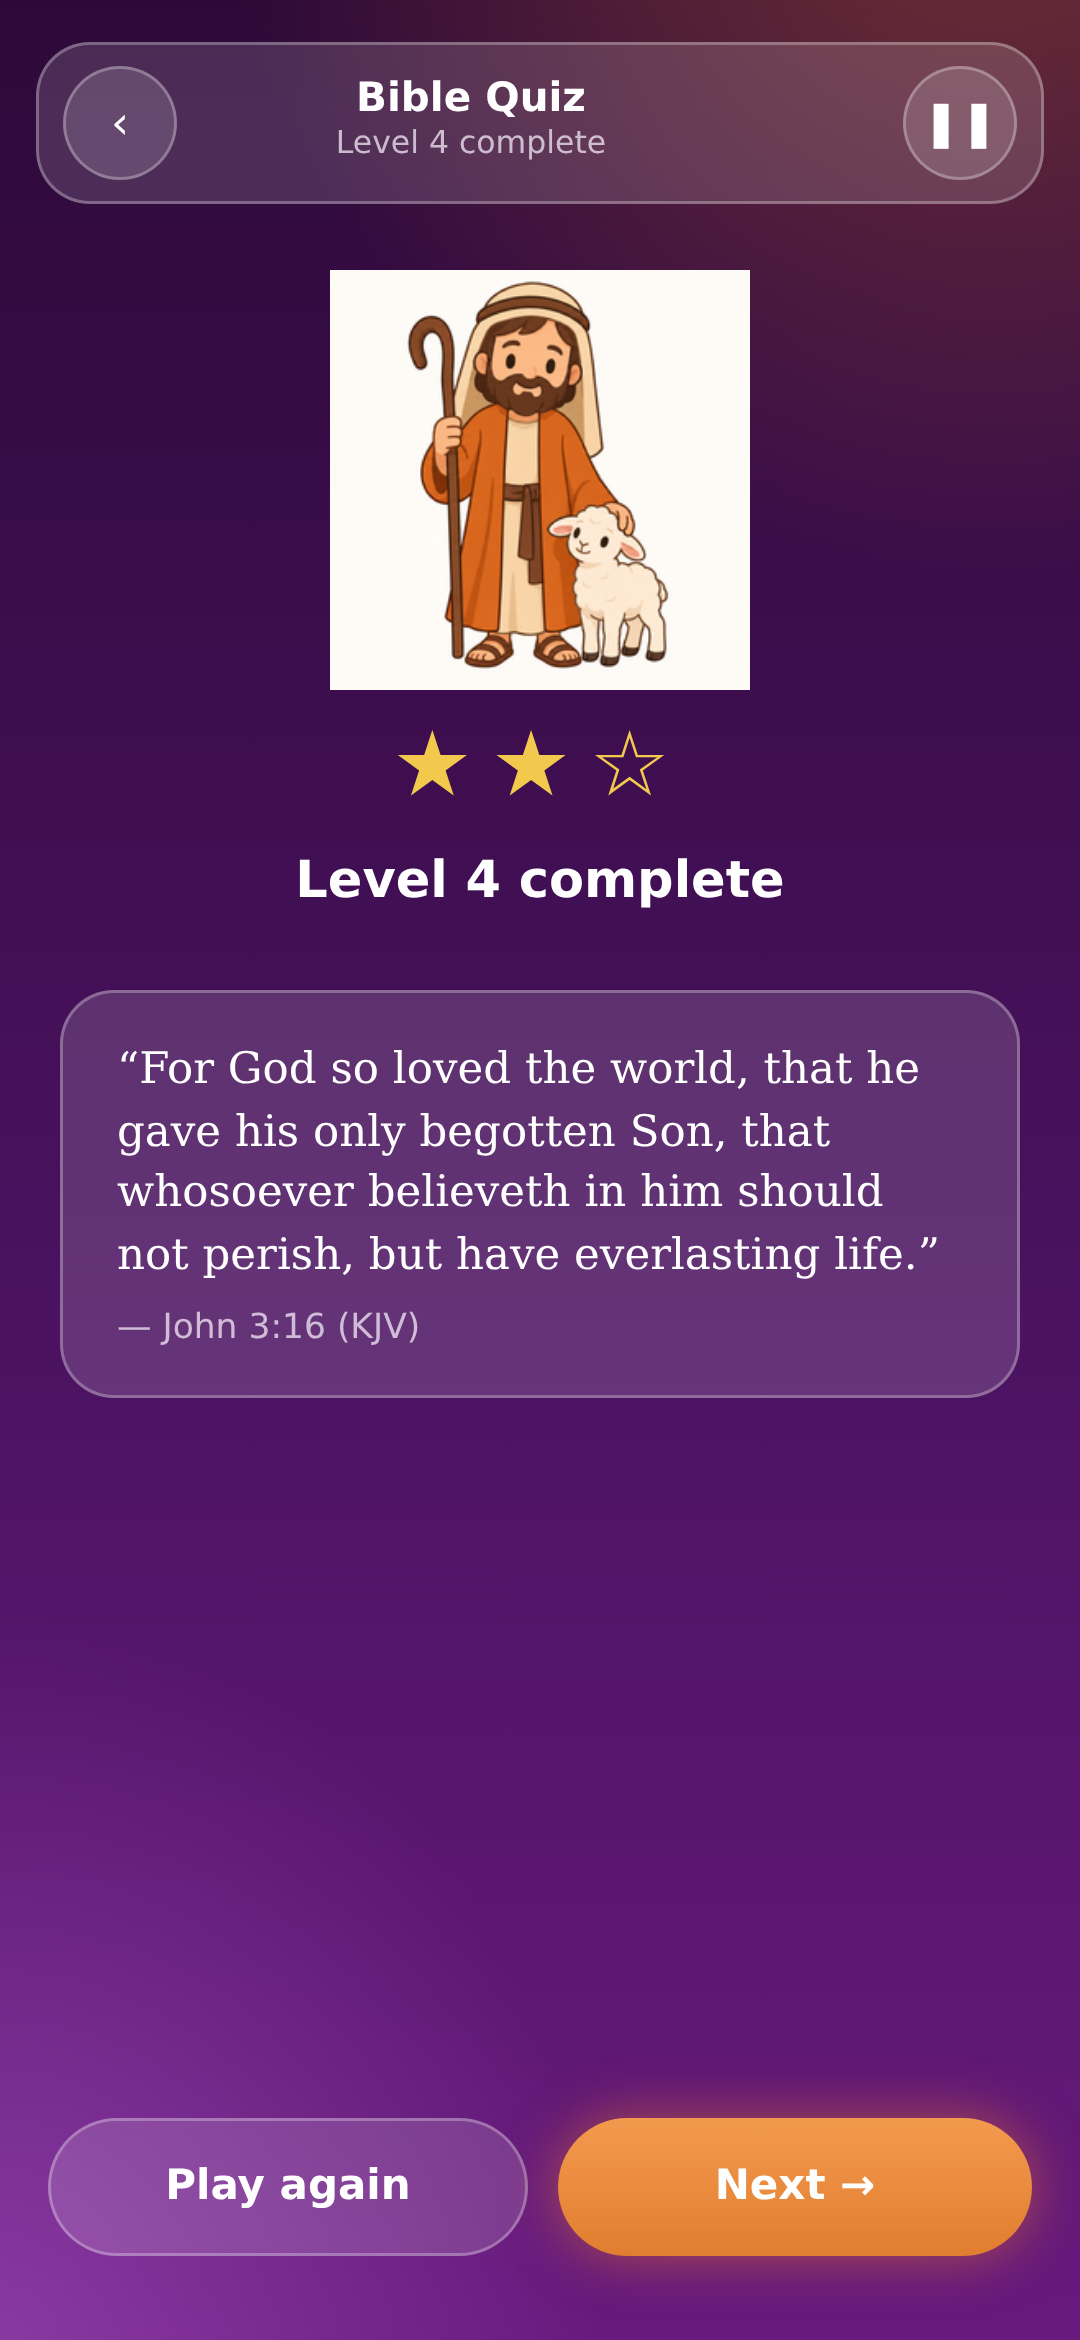 Bible Quiz
Level 4 complete
Level 4 complete
“For God so loved the world, that he
gave his only begotten Son, that
whosoever believeth in him should
not perish, but have everlasting life.”
— John 3:16 (KJV)
Play again
Next →